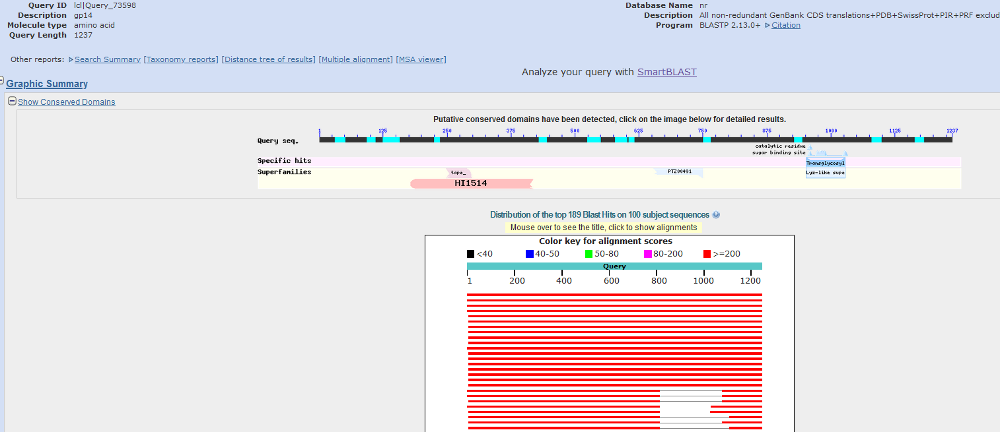 Query ID lcl|Query_73598
Description gp14
Molecule type amino acid
Query Length 1237
Database Name nr
Description All non-redundant GenBank CDS translations+PDB+SwissProt+PIR+PRF exclud
Program BLASTP 2.13.0+ Citation
Other reports: Search Summary [Taxonomy reports] [Distance tree of results] [Multiple alignment] [MSA viewer]
Analyze your query with SmartBLAST
Graphic Summary
Show Conserved Domains
Putative conserved domains have been detected, click on the image below for detailed results.
1 125 250 375 500 625 750 875 1000 1125 1237
Query seq.
catalytic residue
sugar binding site
Specific hits Transglycosyl
Superfamilies tape_ PTZ00491 Lyz-like supe
HI1514
Distribution of the top 189 Blast Hits on 100 subject sequences
Mouse over to see the title, click to show alignments
Color key for alignment scores
<40 40-50 50-80 80-200 >=200
Query
1 200 400 600 800 1000 1200